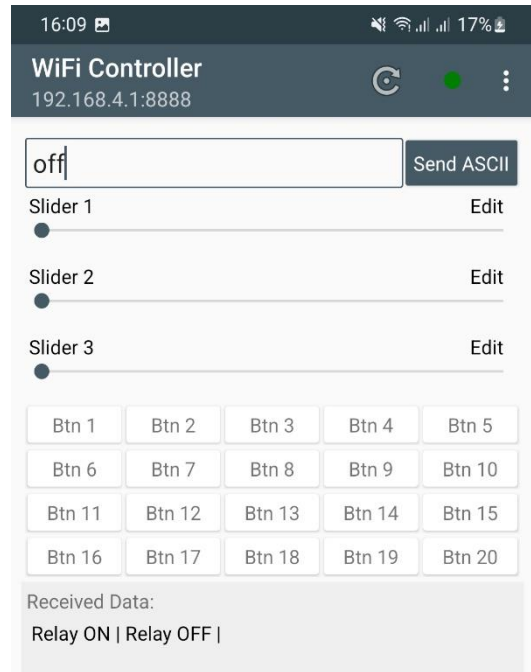 16:09 17%
WiFi Controller
192.168.4.1:8888
off Send ASCII
Slider 1 Edit
Slider 2 Edit
Slider 3 Edit
Btn 1 Btn 2 Btn 3 Btn 4 Btn 5
Btn 6 Btn 7 Btn 8 Btn 9 Btn 10
Btn 11 Btn 12 Btn 13 Btn 14 Btn 15
Btn 16 Btn 17 Btn 18 Btn 19 Btn 20
Received Data:
Relay ON | Relay OFF |